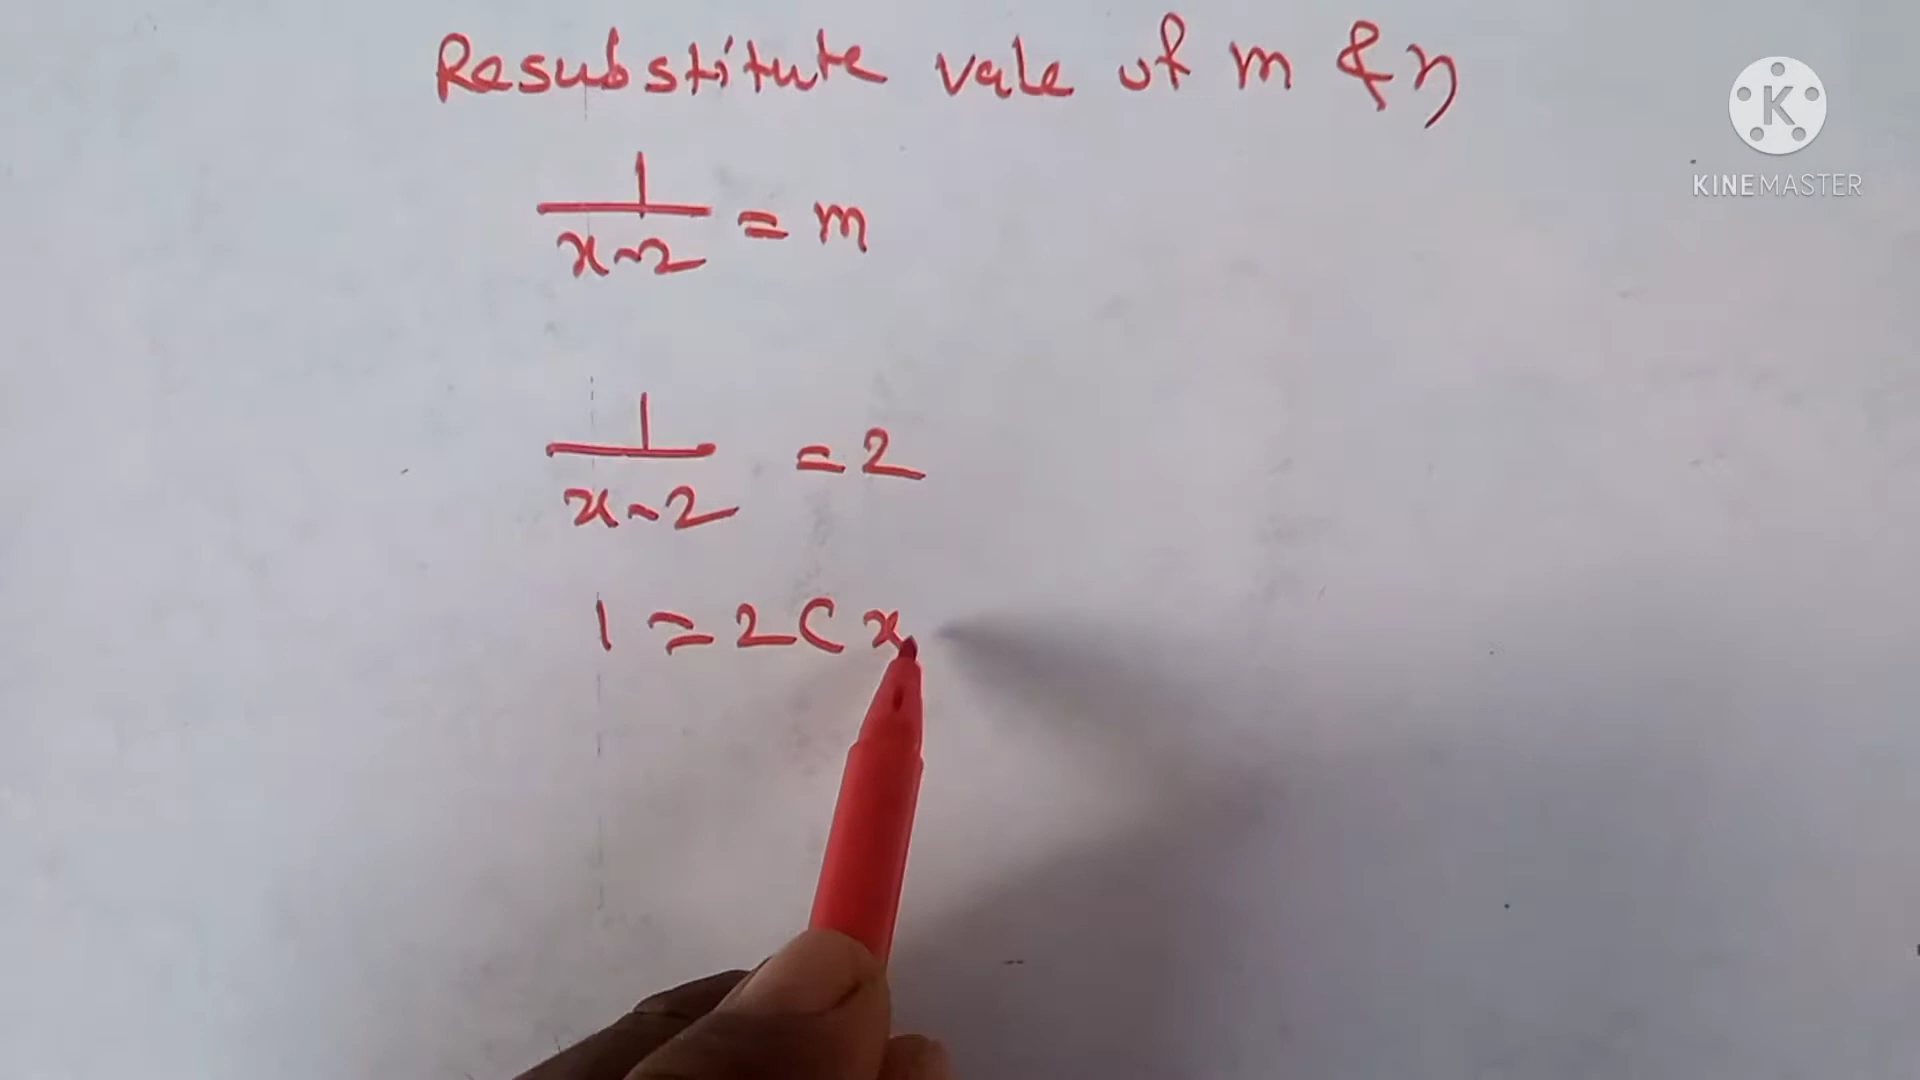 Resubstitute vale of m & n
K
KINEMASTER
1
x-2 = m
1
x-2 = 2
1 = 2 ( x